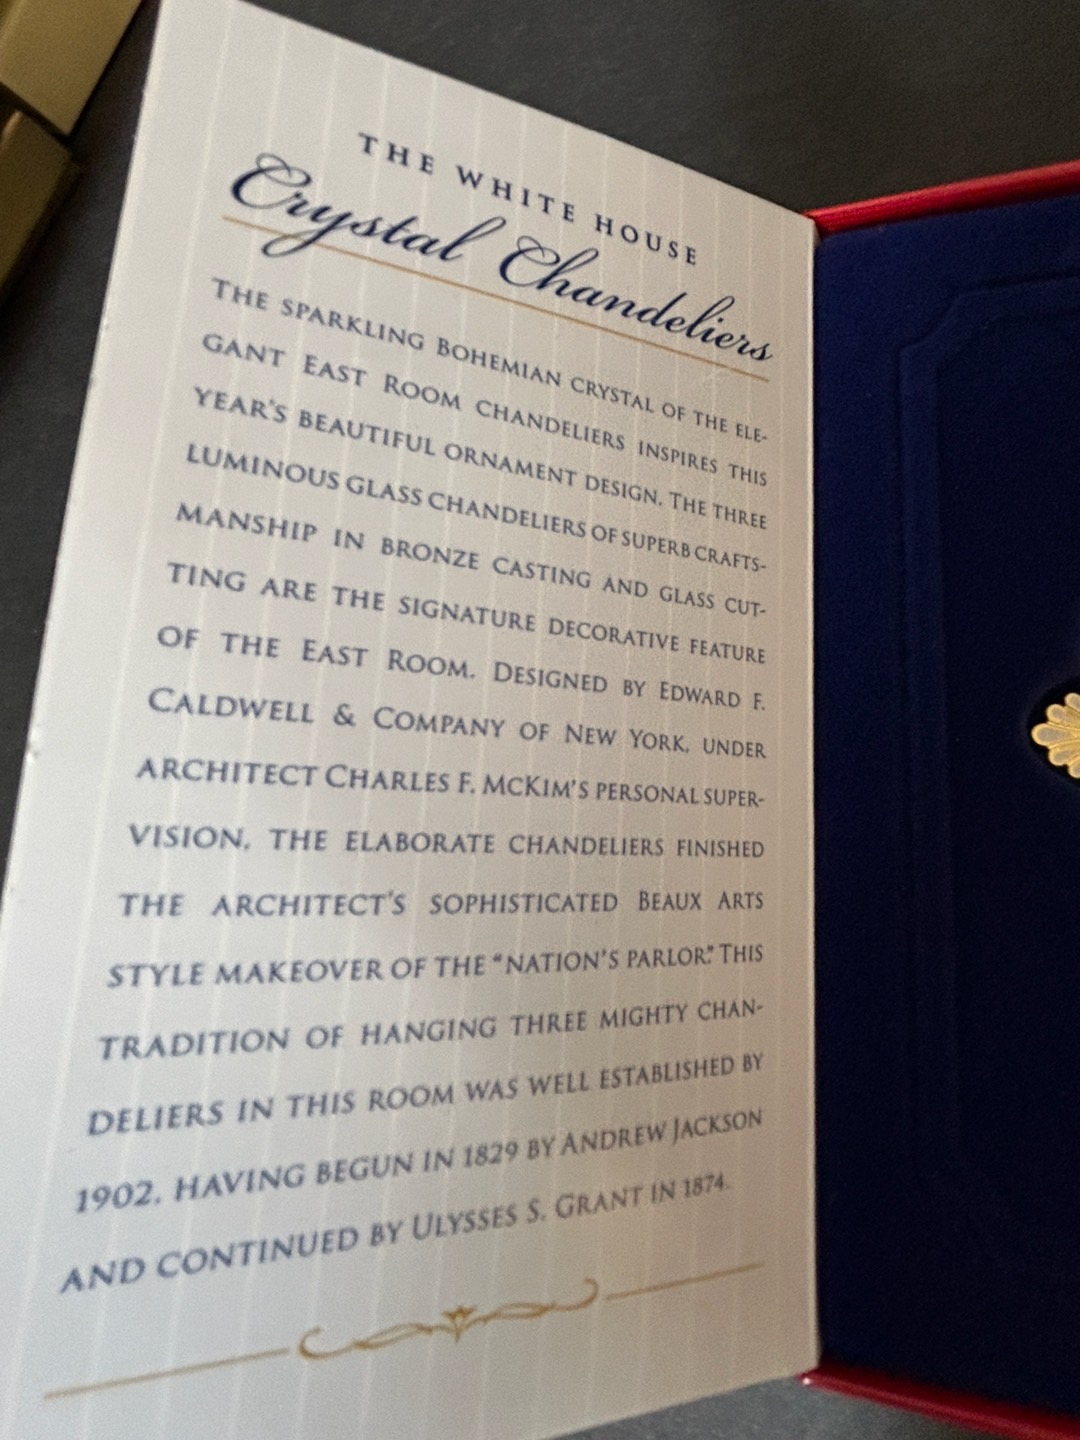 THE WHITE HOUSE
Crystal Chandeliers
THE SPARKLING BOHEMIAN CRYSTAL OF THE ELE-
GANT EAST ROOM CHANDELIERS INSPIRES THIS
YEAR'S BEAUTIFUL ORNAMENT DESIGN. THE THREE
LUMINOUS GLASS CHANDELIERS OF SUPERB CRAFTS-
MANSHIP IN BRONZE CASTING AND GLASS CUT-
TING ARE THE SIGNATURE DECORATIVE FEATURE
OF THE EAST ROOM. DESIGNED BY EDWARD F.
CALDWELL & COMPANY OF NEW YORK, UNDER
ARCHITECT CHARLES F. MCKIM'S PERSONAL SUPER-
VISION, THE ELABORATE CHANDELIERS FINISHED
THE ARCHITECT'S SOPHISTICATED BEAUX ARTS
STYLE MAKEOVER OF THE "NATION'S PARLOR." THIS
TRADITION OF HANGING THREE MIGHTY CHAN-
DELIERS IN THIS ROOM WAS WELL ESTABLISHED BY
1902, HAVING BEGUN IN 1829 BY ANDREW JACKSON
AND CONTINUED BY ULYSSES S. GRANT IN 1874.